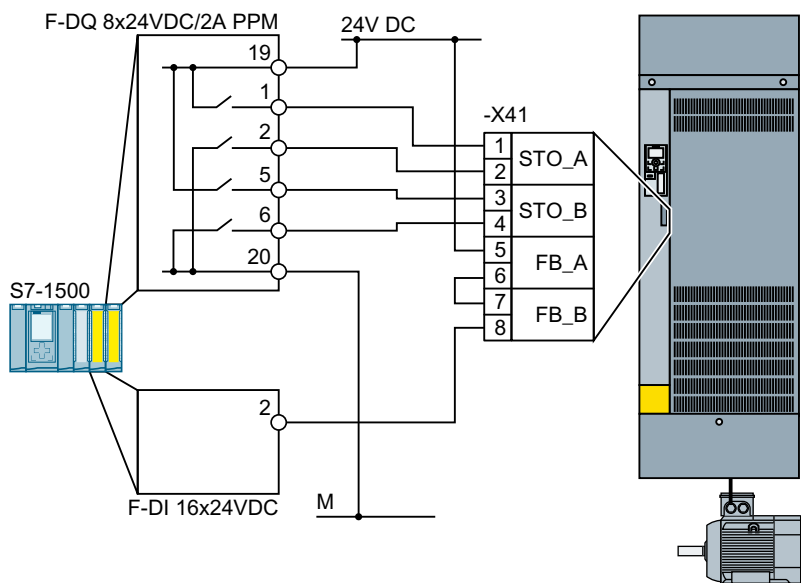 F-DQ 8x24VDC/2A PPM
24V DC
19
1
2
5
6
20
-X41
1
2
STO_A
3
4
STO_B
5
6
FB_A
7
8
FB_B
S7-1500
2
F-DI 16x24VDC
M